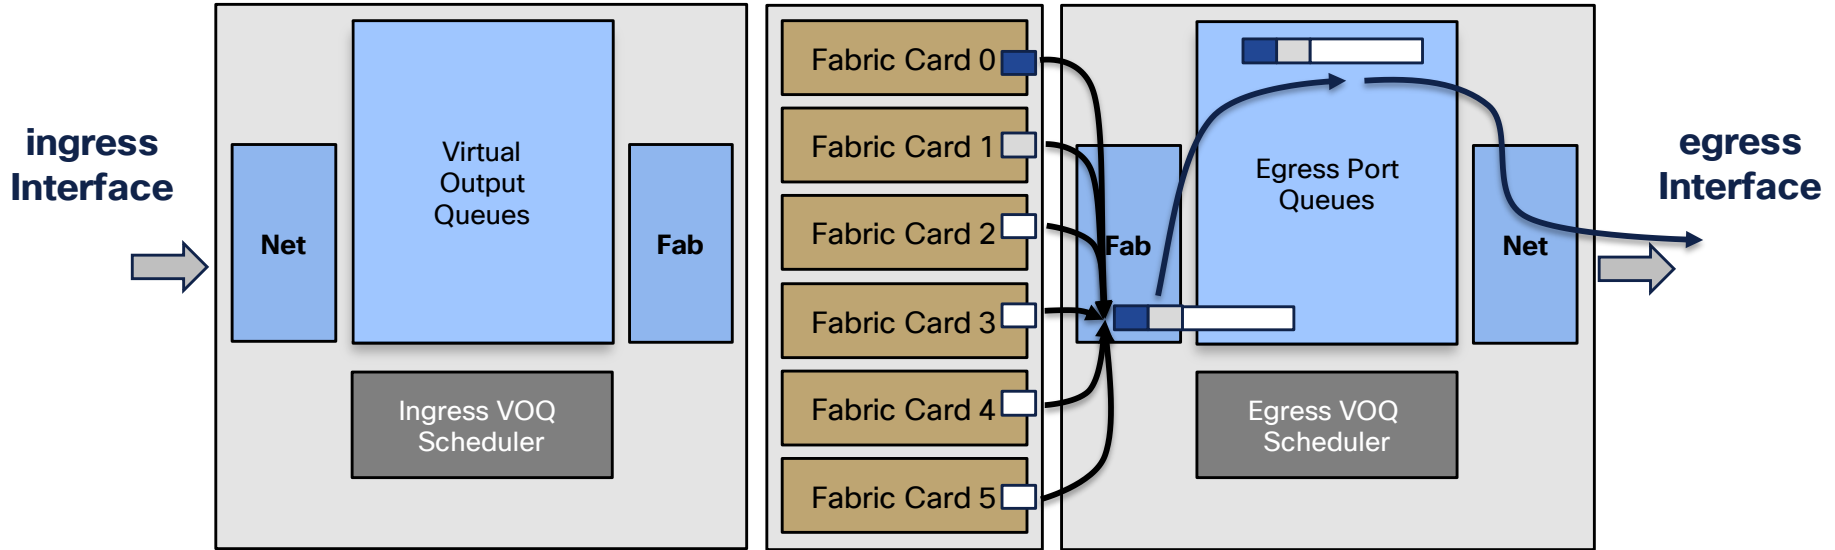 ingress
Interface
Net
Virtual
Output
Queues
Fab
Ingress VOQ
Scheduler
Fabric Card 0
Fabric Card 1
Fabric Card 2
Fabric Card 3
Fabric Card 4
Fabric Card 5
Fab
Egress Port
Queues
Net
Egress VOQ
Scheduler
egress
Interface